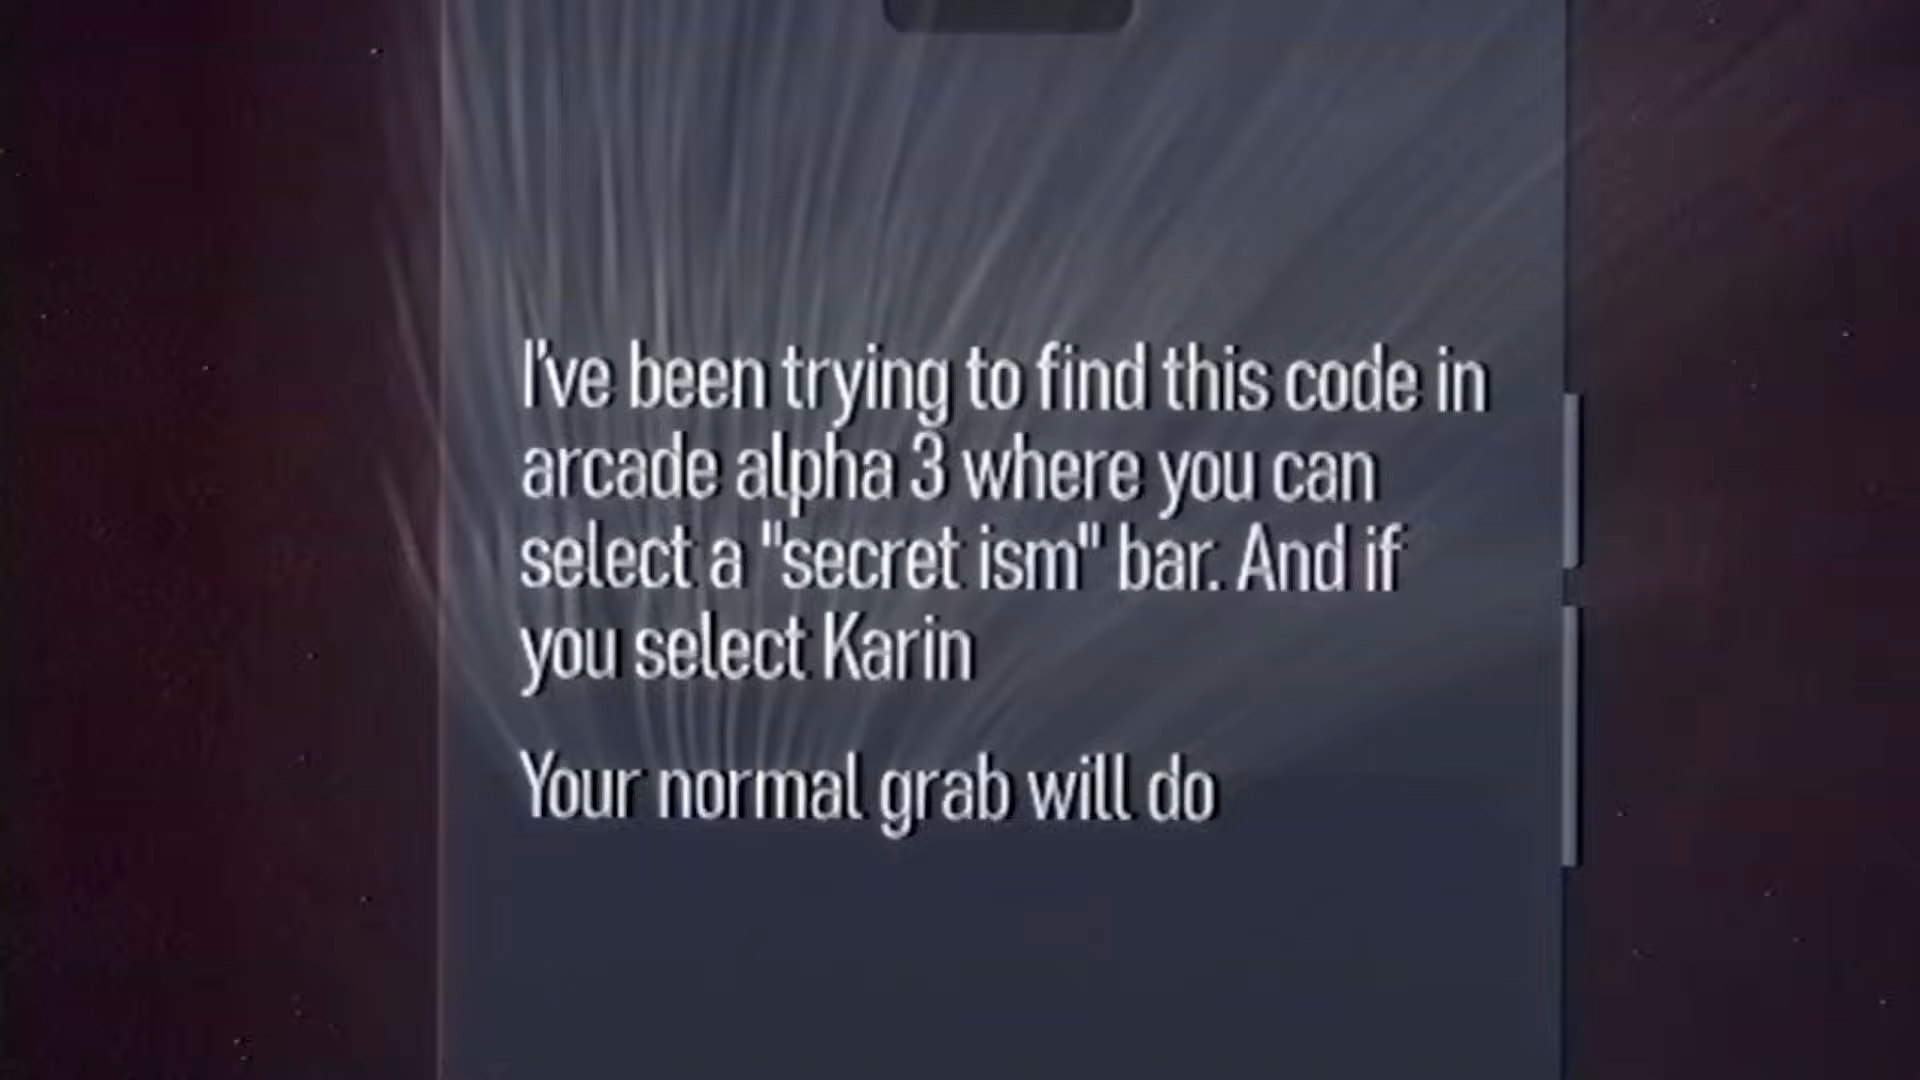 I've been trying to find this code in
arcade alpha 3 where you can
select a "secret ism" bar. And if
you select Karin
Your normal grab will do